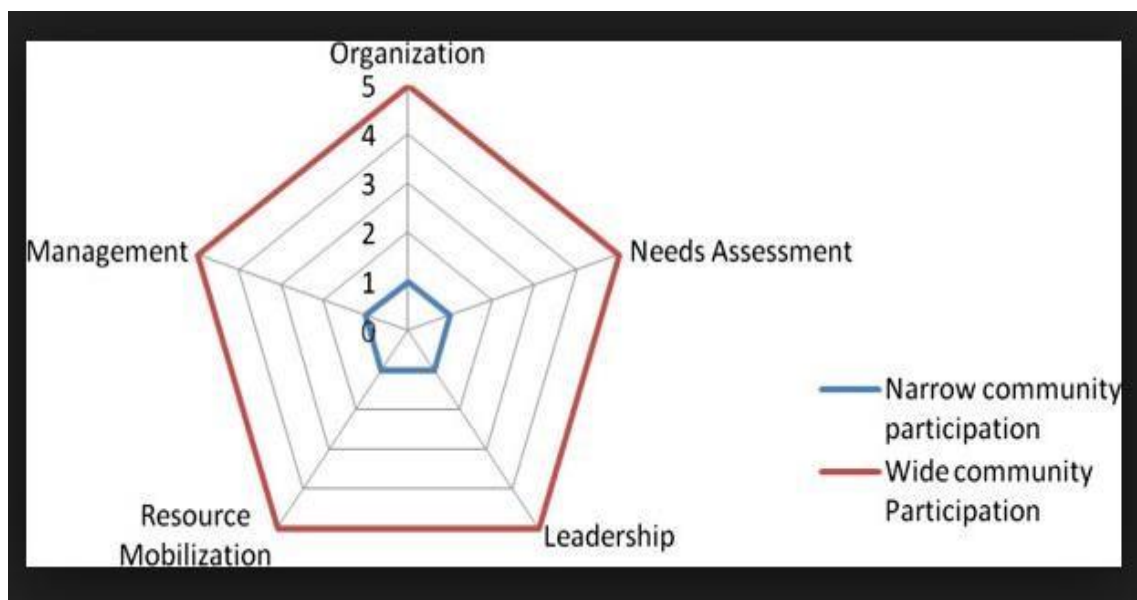 Organization
5
4
3
2
1
0
Management
Needs Assessment
Resource
Mobilization
Leadership
Narrow community
participation
Wide community
Participation